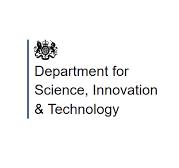 Department for
Science, Innovation
& Technology